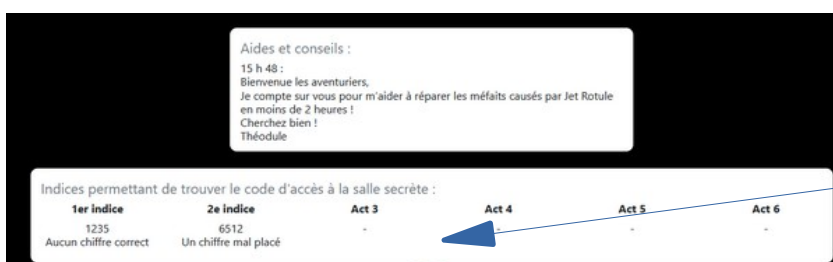 Aides et conseils :
15 h 48 :
Bienvenue les aventuriers,
Je compte sur vous pour m'aider à réparer les méfaits causés par Jet Rotule
en moins de 2 heures !
Cherchez bien !
Théodule
Indices permettant de trouver le code d'accès à la salle secrète :
1er indice 2e indice Act 3 Act 4 Act 5 Act 6
1235 6512 - - - -
Aucun chiffre correct Un chiffre mal placé